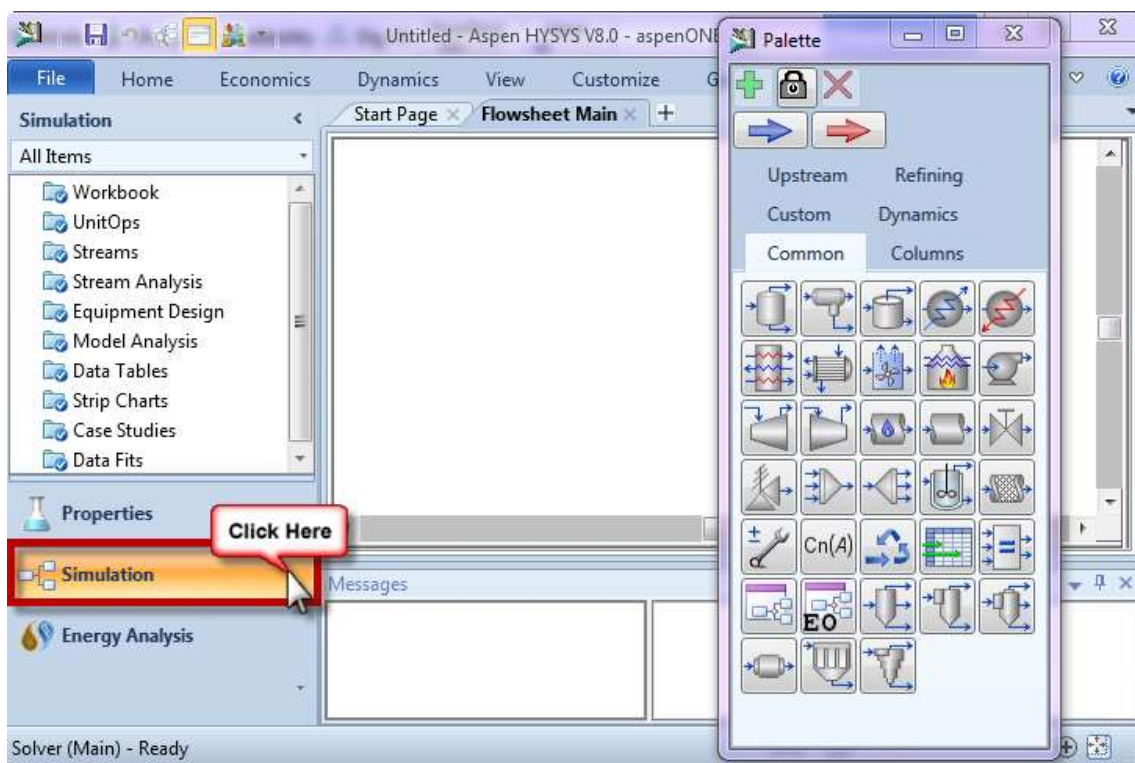 Untitled - Aspen HYSYS V8.0 - aspenONE
Palette
File Home Economics Dynamics View Customize G
Simulation
Start Page Flowsheet Main
All Items
Workbook
UnitOps
Streams
Stream Analysis
Equipment Design
Model Analysis
Data Tables
Strip Charts
Case Studies
Data Fits
Properties
Click Here
Simulation
Energy Analysis
Messages
Solver (Main) - Ready
Upstream Refining
Custom Dynamics
Common Columns
Cn(A)
EO